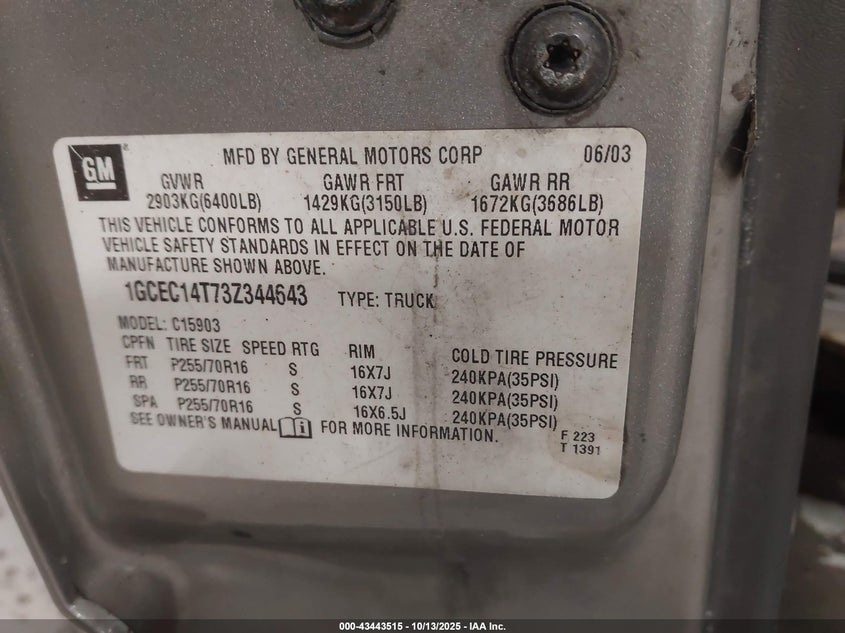 GM
MFD BY GENERAL MOTORS CORP 06/03
GVWR GAWR FRT GAWR RR
2903KG(6400LB) 1429KG(3150LB) 1672KG(3686LB)
THIS VEHICLE CONFORMS TO ALL APPLICABLE U.S. FEDERAL MOTOR
VEHICLE SAFETY STANDARDS IN EFFECT ON THE DATE OF
MANUFACTURE SHOWN ABOVE.
1GCEC14T73Z344643 TYPE: TRUCK
MODEL: C15903
CPFN TIRE SIZE SPEED RTG RIM COLD TIRE PRESSURE
FRT P255/70R16 S 16X7J 240KPA(35PSI)
RR P255/70R16 S 16X7J 240KPA(35PSI)
SPA P255/70R16 S 16X6.5J 240KPA(35PSI)
SEE OWNER'S MANUAL i FOR MORE INFORMATION.
F 223
T 1391
000-43443515 - 10/13/2025 - IAA Inc.